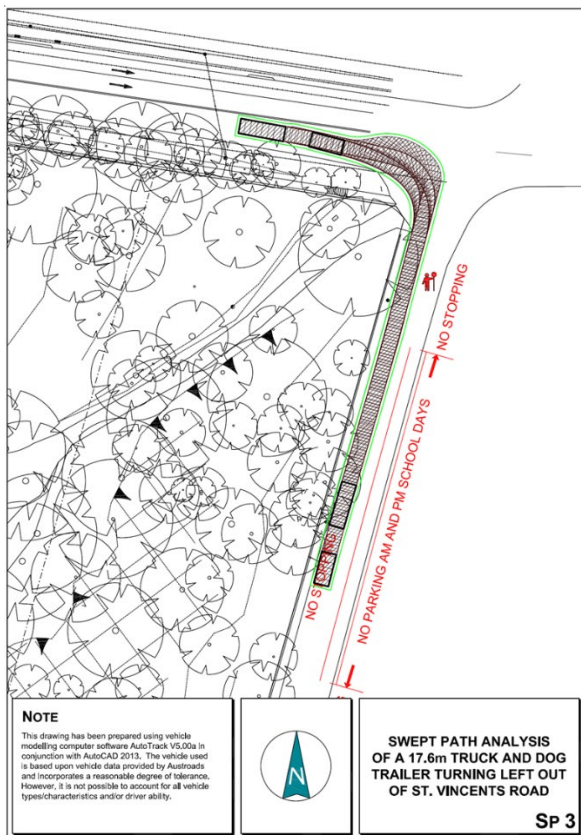 NO STOPPING
NO PARKING AM AND PM SCHOOL DAYS
NO STOPPING
NOTE
This drawing has been prepared using vehicle
modelling computer software AutoTrack V5.00a in
conjunction with AutoCAD 2013. The vehicle used
is based upon vehicle data provided by Austroads
and incorporates a reasonable degree of tolerance.
However, it is not possible to account for all vehicle
types/characteristics and/or driver ability.
N
SWEPT PATH ANALYSIS
OF A 17.6m TRUCK AND DOG
TRAILER TURNING LEFT OUT
OF ST. VINCENTS ROAD
SP 3